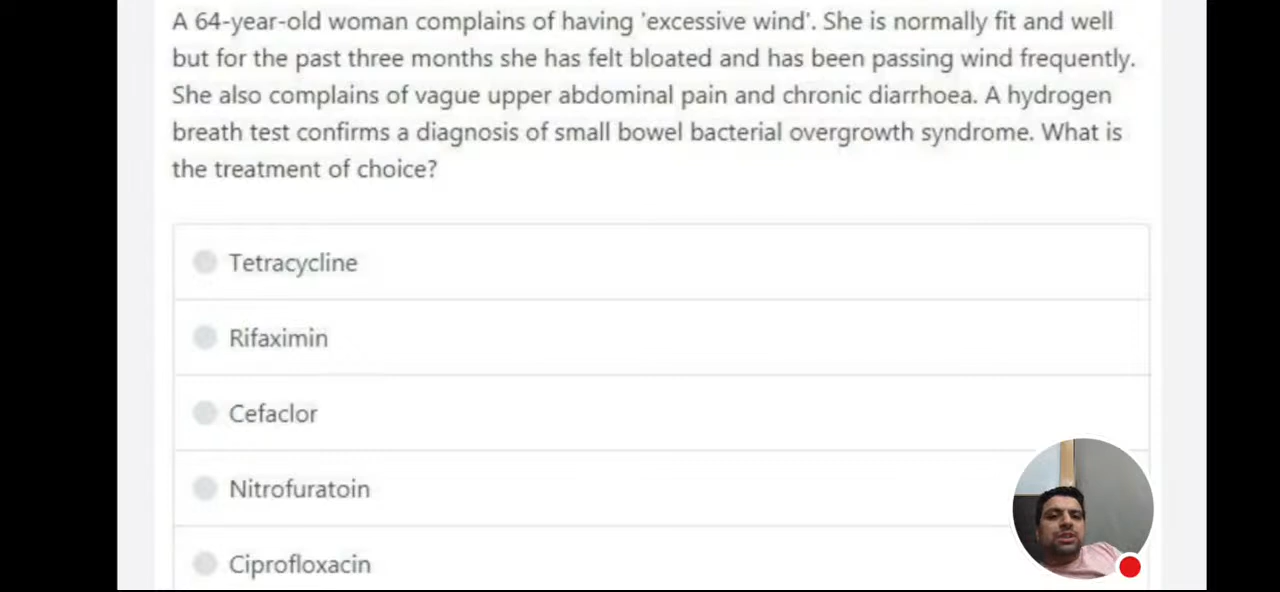 A 64-year-old woman complains of having 'excessive wind'. She is normally fit and well
but for the past three months she has felt bloated and has been passing wind frequently.
She also complains of vague upper abdominal pain and chronic diarrhoea. A hydrogen
breath test confirms a diagnosis of small bowel bacterial overgrowth syndrome. What is
the treatment of choice?
Tetracycline
Rifaximin
Cefaclor
Nitrofuratoin
Ciprofloxacin